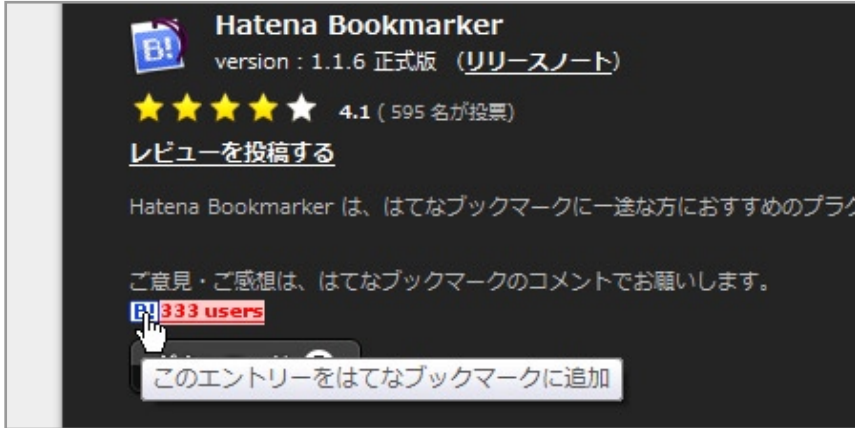 Hatena Bookmarker
version : 1.1.6 正式版 （リリースノート）
4.1 ( 595 名が投票)
レビューを投稿する
Hatena Bookmarker は、はてなブックマークに一途な方におすすめのプラグ
ご意見・ご感想は、はてなブックマークのコメントでお願いします。
B! 333 users
このエントリーをはてなブックマークに追加